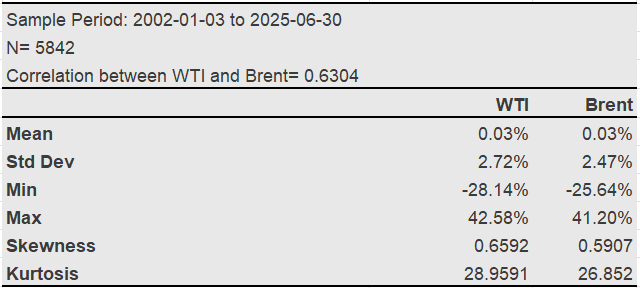 Sample Period: 2002-01-03 to 2025-06-30
N= 5842
Correlation between WTI and Brent= 0.6304
WTI Brent
Mean 0.03% 0.03%
Std Dev 2.72% 2.47%
Min -28.14% -25.64%
Max 42.58% 41.20%
Skewness 0.6592 0.5907
Kurtosis 28.9591 26.852